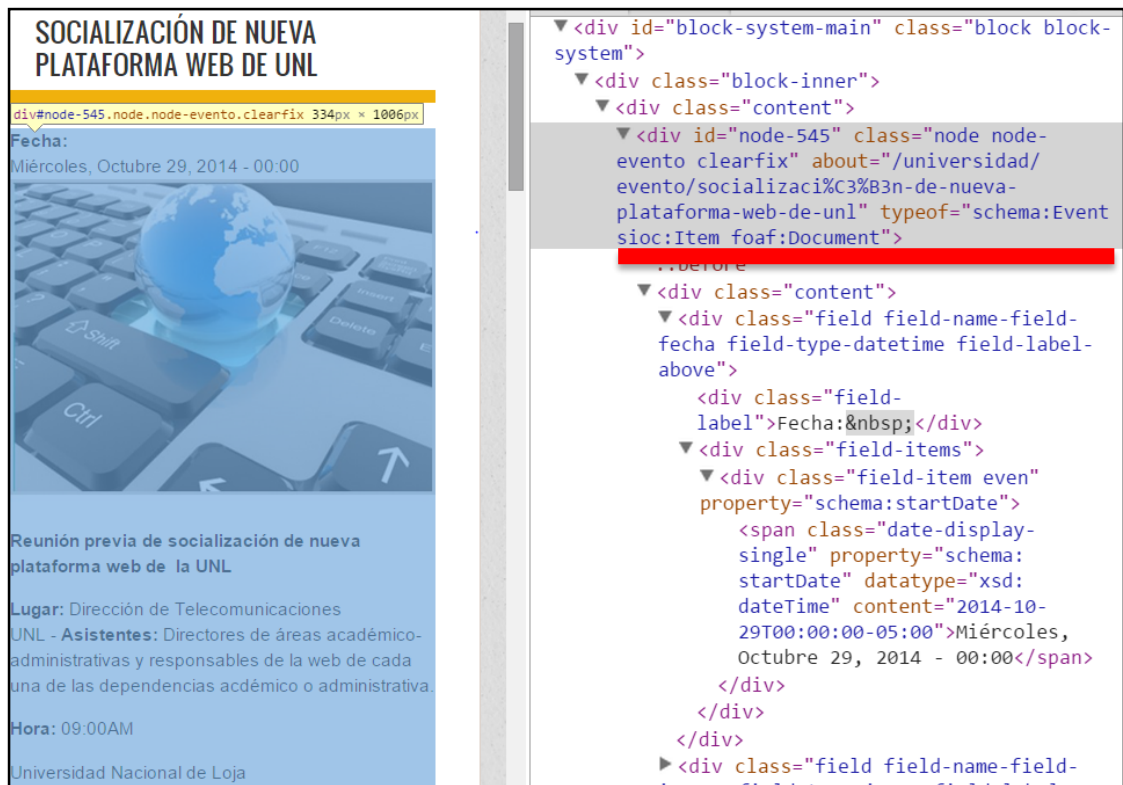 SOCIALIZACIÓN DE NUEVA
PLATAFORMA WEB DE UNL
div#node-545.node.node-evento.clearfix 334px × 1006px
Fecha:
Miércoles, Octubre 29, 2014 - 00:00
Shift
Ctrl
Insert
Delete
Reunión previa de socialización de nueva
plataforma web de la UNL
Lugar: Dirección de Telecomunicaciones
UNL - Asistentes: Directores de áreas académico-
administrativas y responsables de la web de cada
una de las dependencias acdémico o administrativa.
Hora: 09:00AM
Universidad Nacional de Loja
▼<div id="block-system-main" class="block block-
system">
▼<div class="block-inner">
▼<div class="content">
▼<div id="node-545" class="node node-
evento clearfix" about="/universidad/
evento/socializaci%C3%B3n-de-nueva-
plataforma-web-de-unl" typeof="schema:Event
sioc:Item foaf:Document">
::before
▼<div class="content">
▼<div class="field field-name-field-
fecha field-type-datetime field-label-
above">
<div class="field-
label">Fecha:&nbsp;</div>
▼<div class="field-items">
▼<div class="field-item even"
property="schema:startDate">
<span class="date-display-
single" property="schema:
startDate" datatype="xsd:
dateTime" content="2014-10-
29T00:00:00-05:00">Miércoles,
Octubre 29, 2014 - 00:00</span>
</div>
</div>
</div>
▶<div class="field field-name-field-